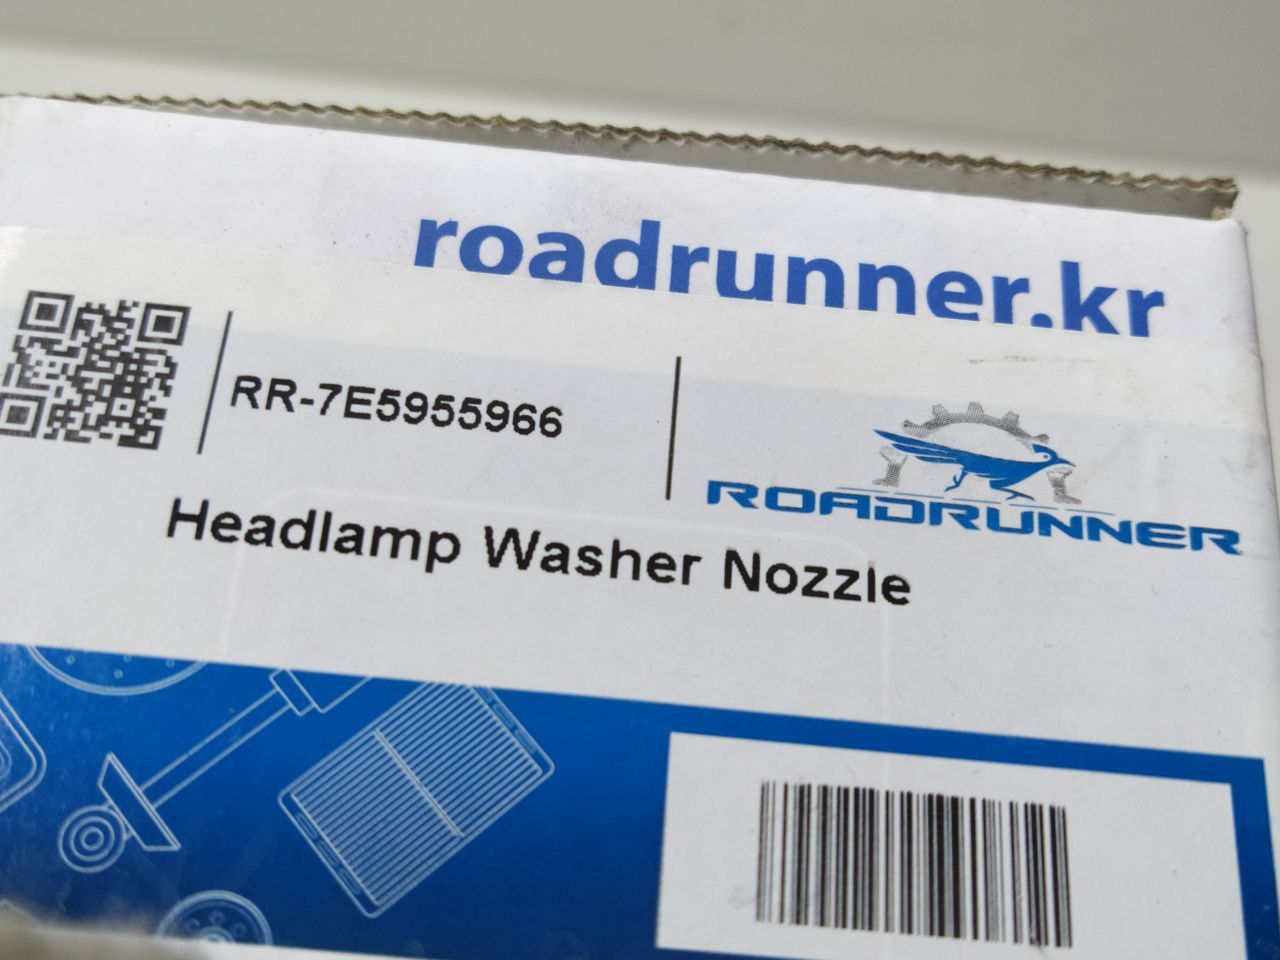 roadrunner.kr
RR-7E5955966
ROADRUNNER
Headlamp Washer Nozzle